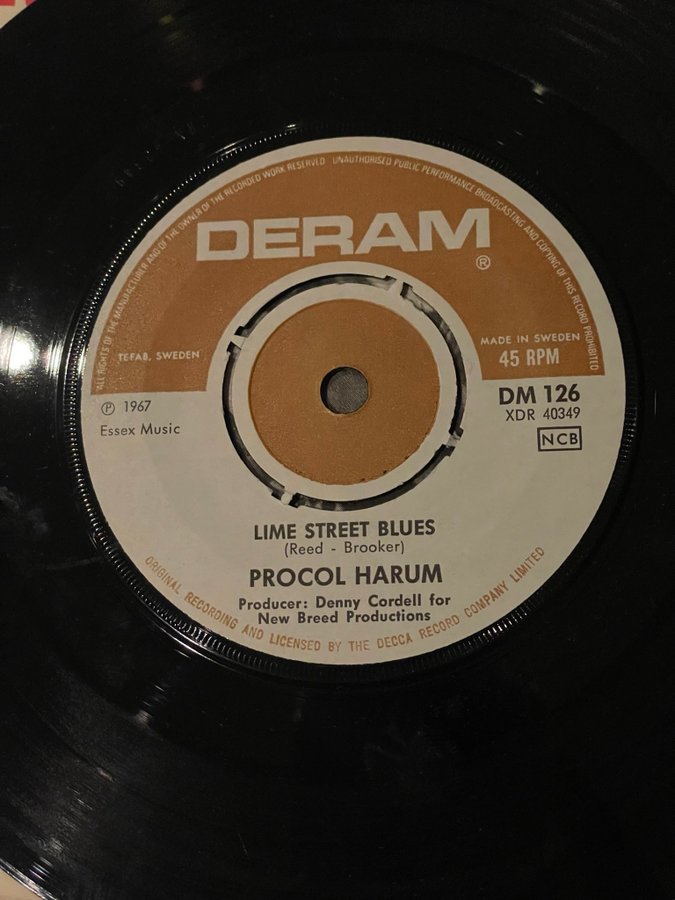 ALL RIGHTS OF THE MANUFACTURER AND OF THE OWNER OF THE RECORDED WORK RESERVED UNAUTHORISED PUBLIC PERFORMANCE BROADCASTING AND COPYING OF THIS RECORD PROHIBITED
DERAM
®
TEFAB, SWEDEN
MADE IN SWEDEN
45 RPM
DM 126
XDR 40349
NCB
℗ 1967
Essex Music
LIME STREET BLUES
(Reed - Brooker)
PROCOL HARUM
Producer: Denny Cordell for
New Breed Productions
ORIGINAL RECORDING AND LICENSED BY THE DECCA RECORD COMPANY LIMITED